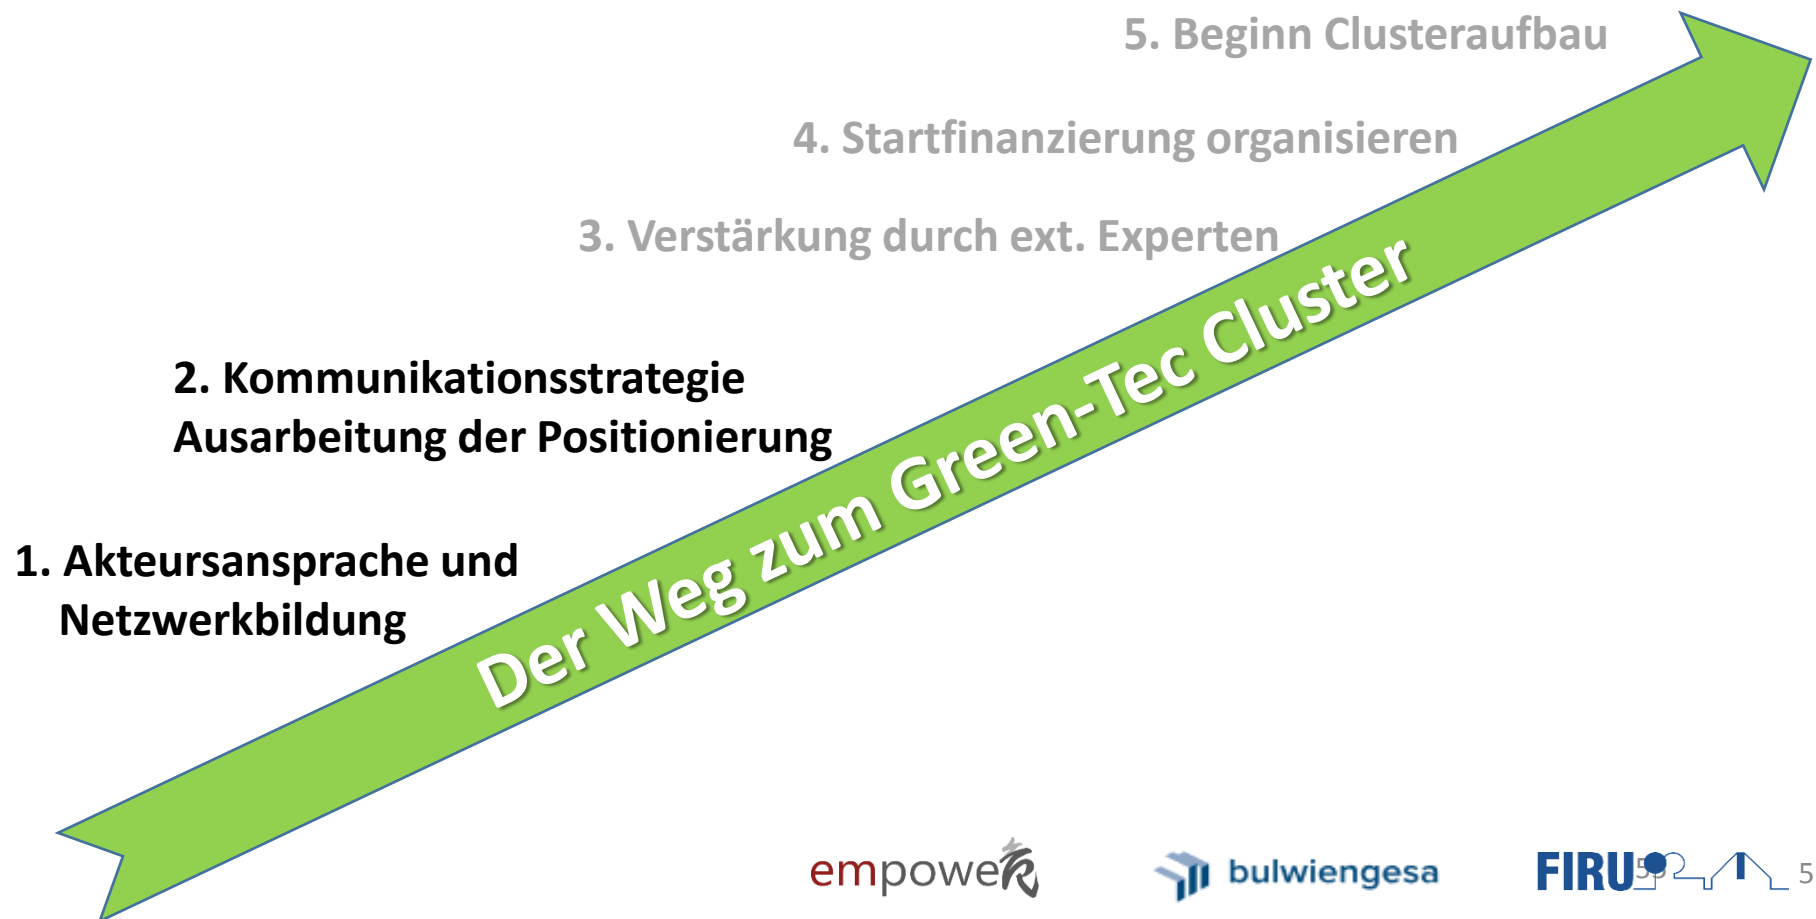 5. Beginn Clusteraufbau
4. Startfinanzierung organisieren
3. Verstärkung durch ext. Experten
2. Kommunikationsstrategie
Ausarbeitung der Positionierung
1. Akteursansprache und
Netzwerkbildung
Der Weg zum Green-Tec Cluster
empower
bulwiengesa
FIRU
5